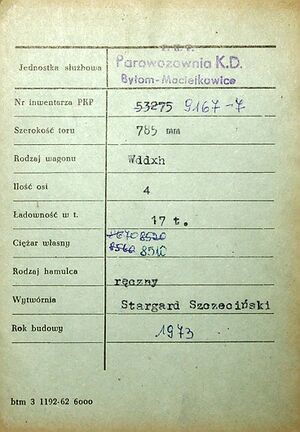 P.K.P.
Jednostka służbowa Parowozownia K.D.
Bytom-Maciejkowice
Nr inwentarza PKP 53275 9167-7
Szerokość toru 785 mm
Rodzaj wagonu Wddxh
Ilość osi 4
Ładowność w t. 17 t.
Ciężar własny 8520
8560 8510
Rodzaj hamulca ręczny
Wytwórnia Stargard Szczeciński
Rok budowy 1973
btm 3 1192-62 6000